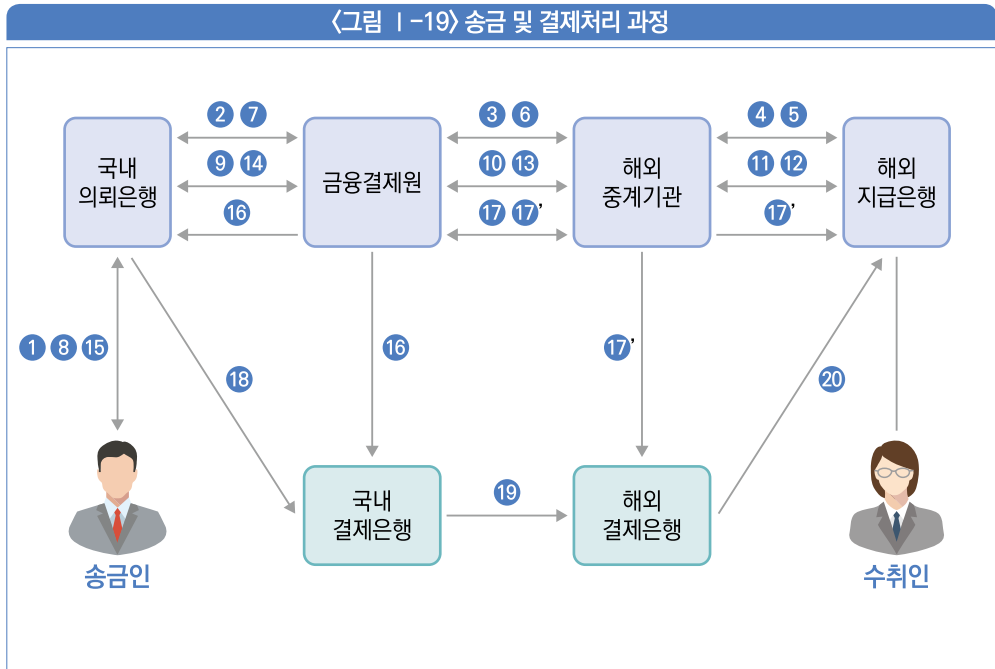 〈그림 Ⅰ-19〉 송금 및 결제처리 과정
2 7
3 6
4 5
국내
의뢰은행
9 14
금융결제원
10 13
해외
중계기관
11 12
해외
지급은행
16
17 17’
17’
1 8 15
18
16
17’
20
국내
결제은행
19
해외
결제은행
송금인
수취인